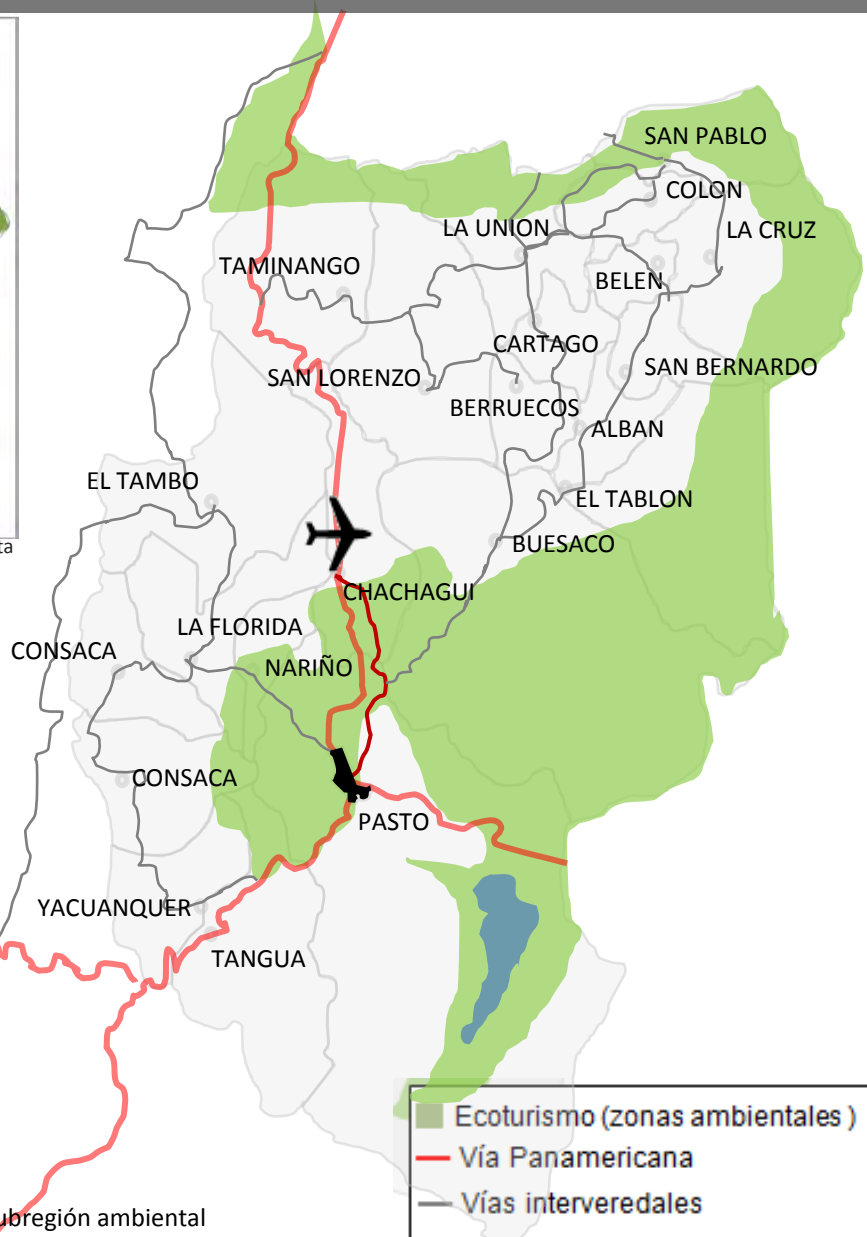 SAN PABLO
COLON
LA UNION
LA CRUZ
TAMINANGO
BELEN
CARTAGO
SAN LORENZO
SAN BERNARDO
BERRUECOS
ALBAN
EL TAMBO
EL TABLON
BUESACO
ta
CHACHAGUI
LA FLORIDA
CONSACA
NARIÑO
CONSACA
PASTO
YACUANQUER
TANGUA
Ecoturismo (zonas ambientales )
Vía Panamericana
Vías interveredales
ubregión ambiental